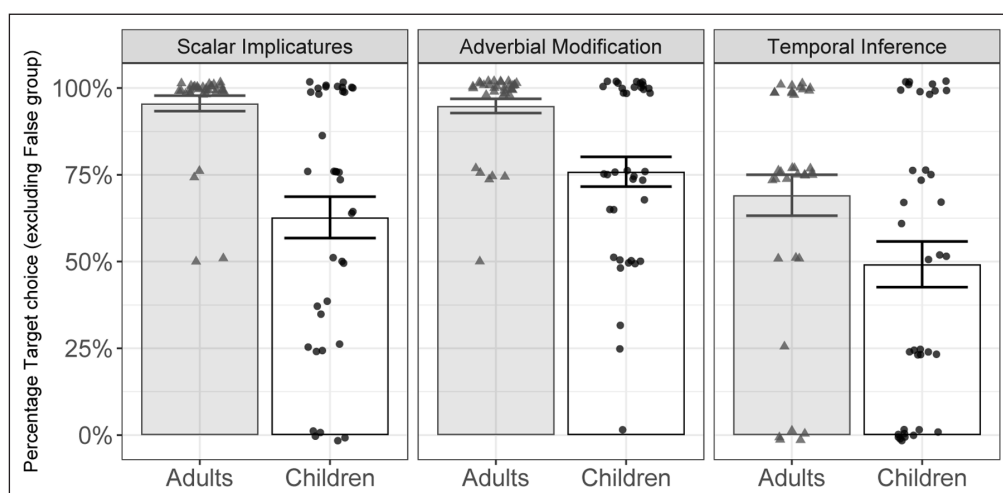 Scalar Implicatures
Adverbial Modification
Temporal Inference
Percentage Target choice (excluding False group)
100%
75%
50%
25%
0%
Adults
Children
Adults
Children
Adults
Children